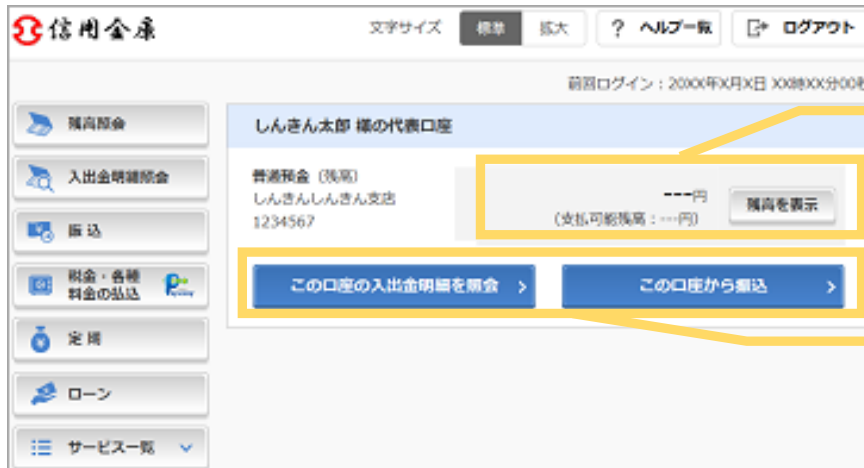 信用金庫
文字サイズ 標準 拡大 ? ヘルプ一覧 ログアウト
前回ログイン：20XX年X月X日 XX時XX分00秒
残高照会
入出金明細照会
振込
税金・各種
料金の払込
定期
ローン
サービス一覧
しんきん太郎 様の代表口座
普通預金（残高）
しんきんしんきん支店
1234567
---円
（支払可能残高：---円）
残高を表示
この口座の入出金明細を照会
この口座から振込